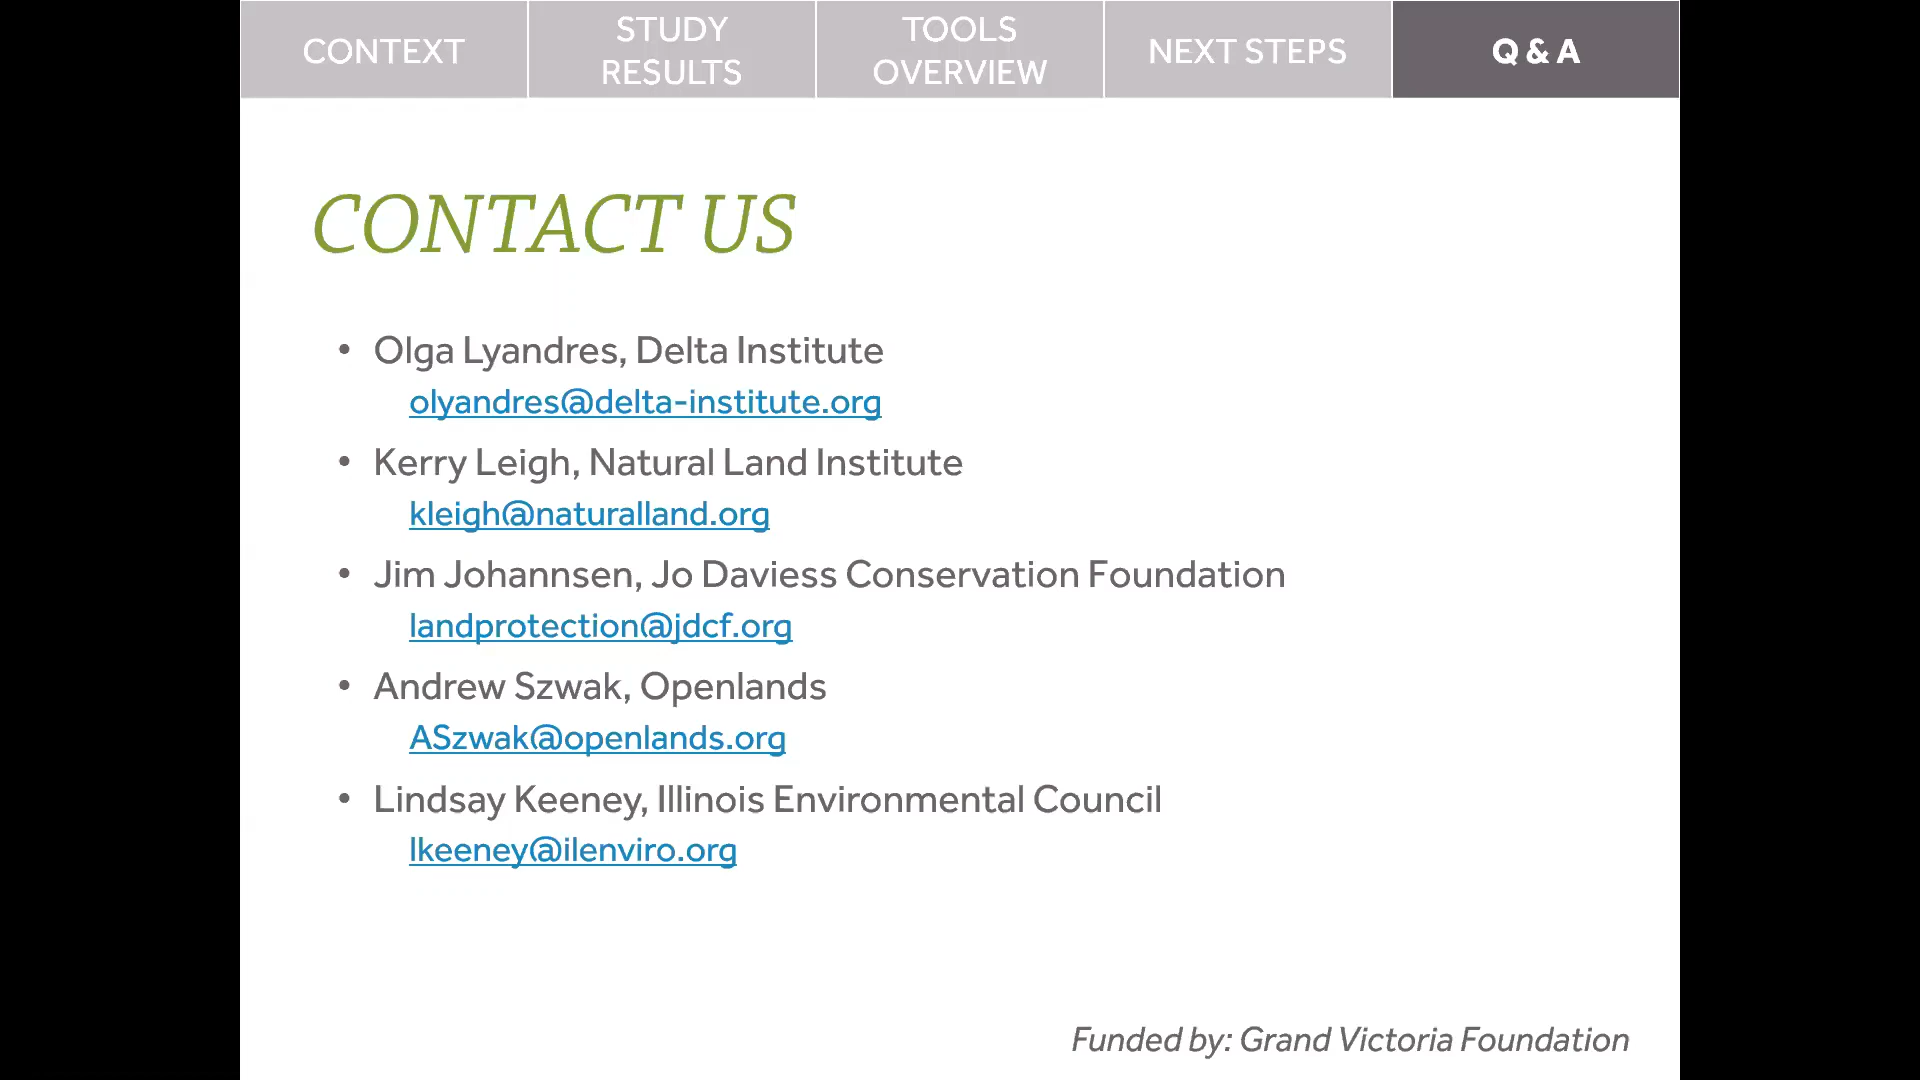 CONTEXT
STUDY
RESULTS
TOOLS
OVERVIEW
NEXT STEPS
Q & A
CONTACT US
• Olga Lyandres, Delta Institute
olyandres@delta-institute.org
• Kerry Leigh, Natural Land Institute
kleigh@naturalland.org
• Jim Johannsen, Jo Daviess Conservation Foundation
landprotection@jdcf.org
• Andrew Szwak, Openlands
ASzwak@openlands.org
• Lindsay Keeney, Illinois Environmental Council
lkeeney@ilenviro.org
Funded by: Grand Victoria Foundation